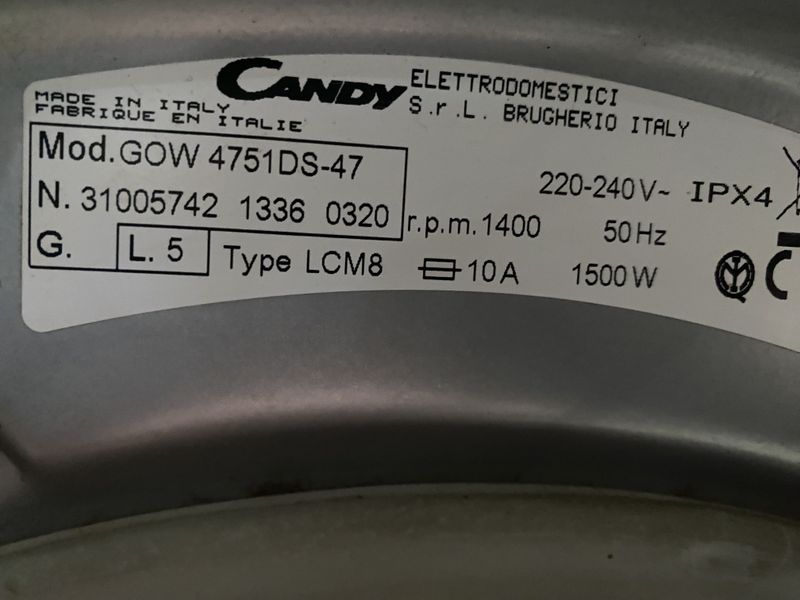 CANDY ELETTRODOMESTICI
S.r.L. BRUGHERIO ITALY
MADE IN ITALY
FABRIQUE EN ITALIE
Mod. GOW 4751DS-47
N. 31005742 1336 0320
r.p.m. 1400
220-240V~ IPX4
50Hz
G. L. 5 Type LCM8 10A 1500W